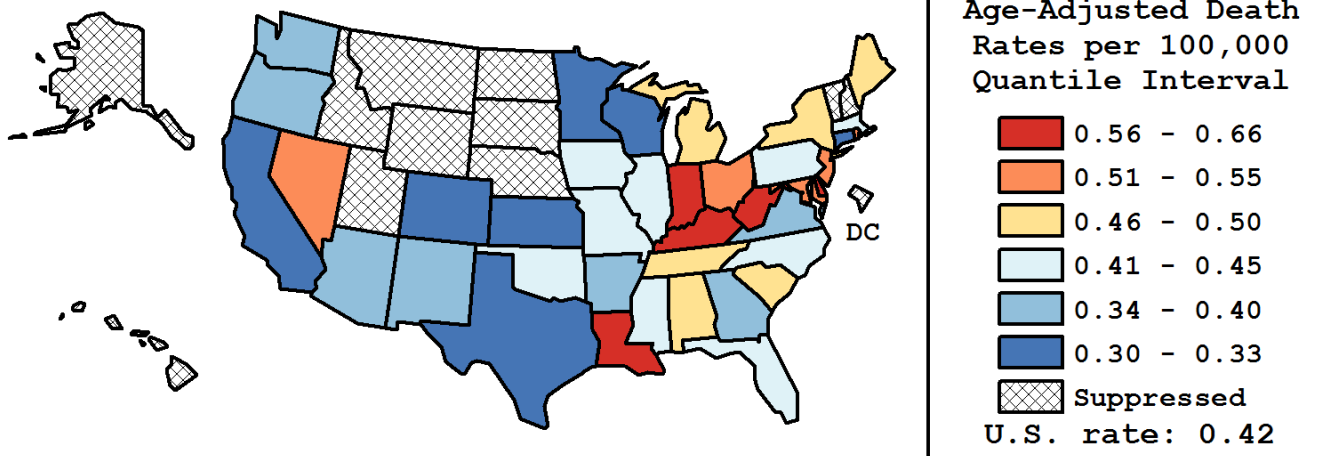 DC
Age-Adjusted Death
Rates per 100,000
Quantile Interval
0.56 - 0.66
0.51 - 0.55
0.46 - 0.50
0.41 - 0.45
0.34 - 0.40
0.30 - 0.33
Suppressed
U.S. rate: 0.42